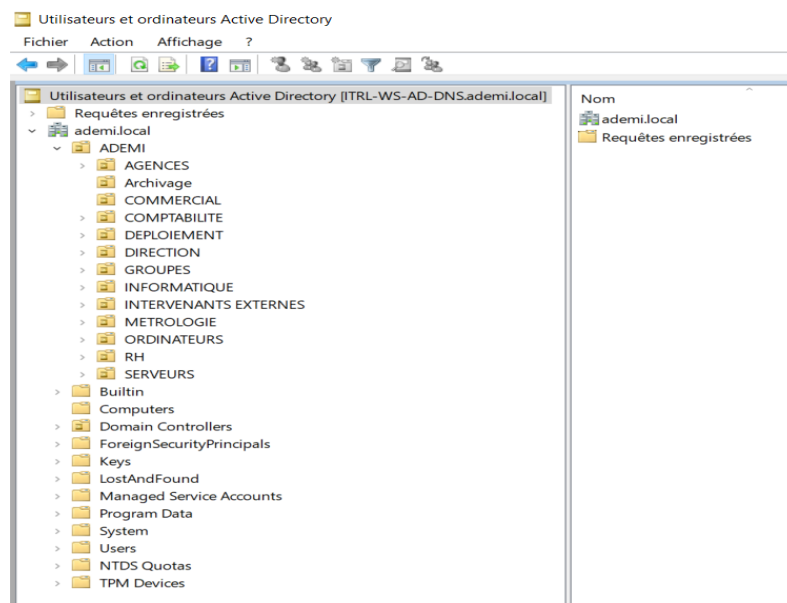 Utilisateurs et ordinateurs Active Directory
Fichier Action Affichage ?
Utilisateurs et ordinateurs Active Directory [ITRL-WS-AD-DNS.ademi.local]
Requêtes enregistrées
ademi.local
ADEMI
AGENCES
Archivage
COMMERCIAL
COMPTABILITE
DEPLOIEMENT
DIRECTION
GROUPES
INFORMATIQUE
INTERVENANTS EXTERNES
METROLOGIE
ORDINATEURS
RH
SERVEURS
Builtin
Computers
Domain Controllers
ForeignSecurityPrincipals
Keys
LostAndFound
Managed Service Accounts
Program Data
System
Users
NTDS Quotas
TPM Devices
Nom
ademi.local
Requêtes enregistrées